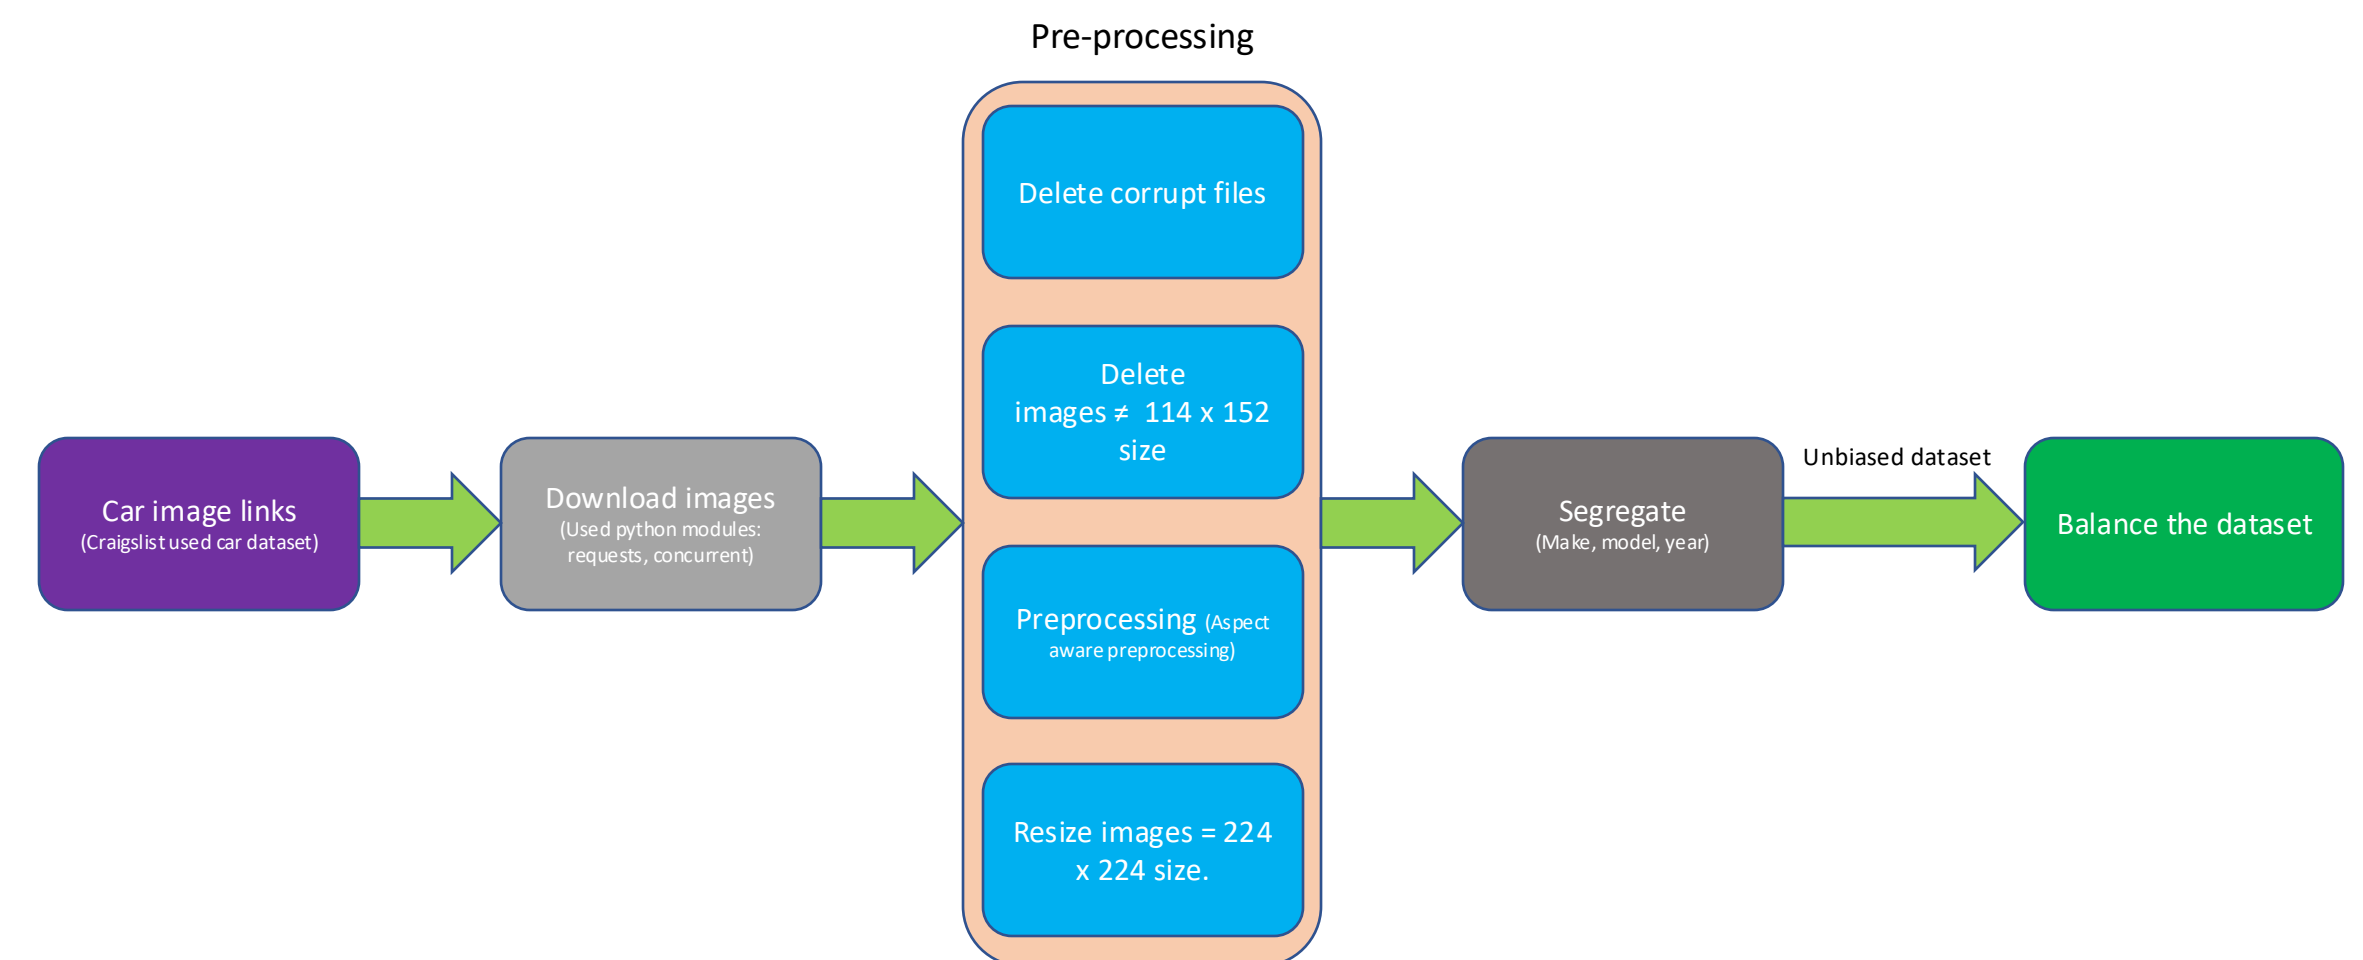 Pre-processing
Car image links
(Craigslist used car dataset)
Download images
(Used python modules:
requests, concurrent)
Delete corrupt files
Delete
images ≠ 114 x 152
size
Preprocessing (Aspect
aware preprocessing)
Resize images = 224
x 224 size.
Segregate
(Make, model, year)
Unbiased dataset
Balance the dataset